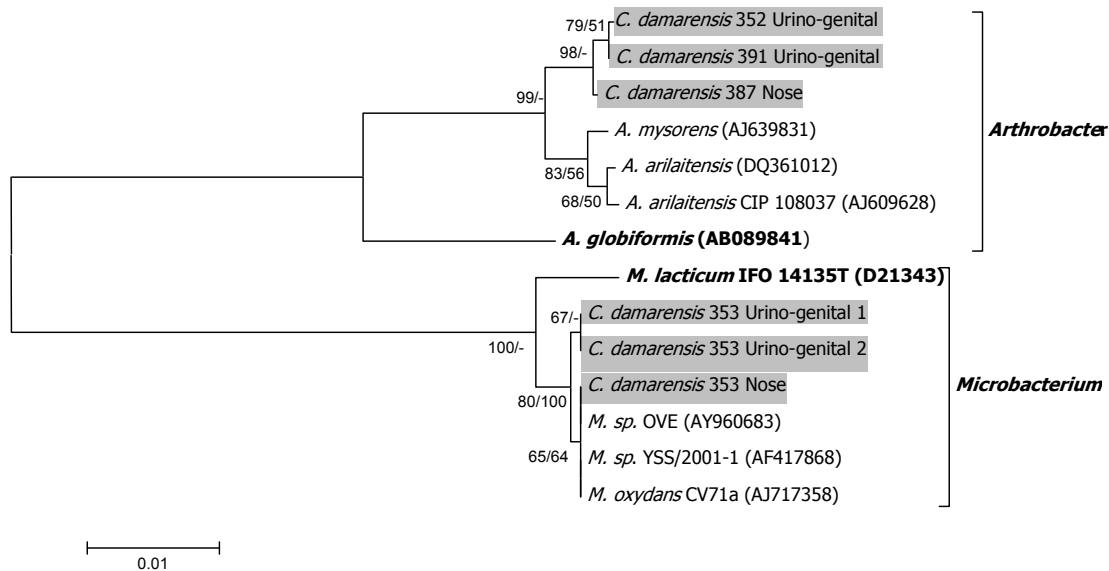 79/51
C. damarensis 352 Urino-genital
98/-
C. damarensis 391 Urino-genital
99/-
C. damarensis 387 Nose
A. mysorens (AJ639831)
Arthrobacter
83/56
A. arilaitensis (DQ361012)
68/50
A. arilaitensis CIP 108037 (AJ609628)
A. globiformis (AB089841)
M. lacticum IFO 14135T (D21343)
67/-
C. damarensis 353 Urino-genital 1
100/-
C. damarensis 353 Urino-genital 2
C. damarensis 353 Nose
Microbacterium
80/100
M. sp. OVE (AY960683)
65/64
M. sp. YSS/2001-1 (AF417868)
M. oxydans CV71a (AJ717358)
0.01